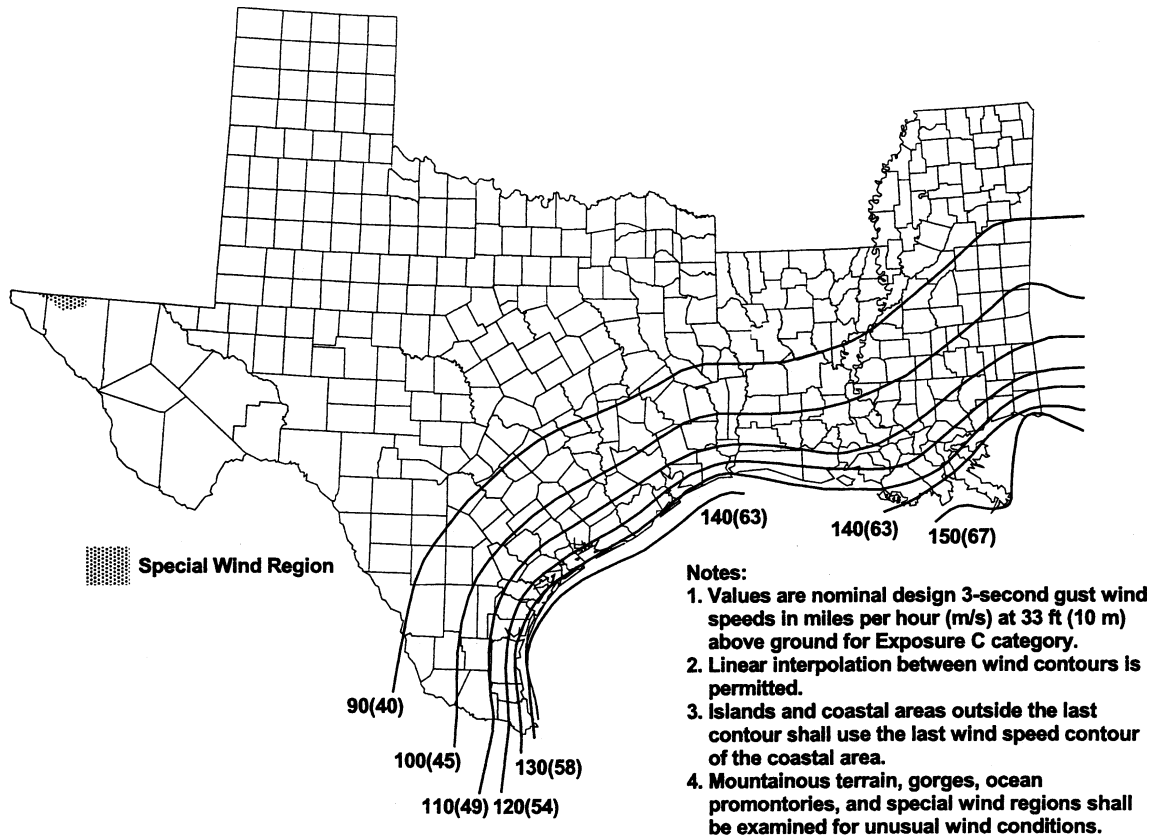 140(63)
140(63)
150(67)
Special Wind Region
90(40)
100(45)
130(58)
110(49)
120(54)
Notes:
1. Values are nominal design 3-second gust wind
speeds in miles per hour (m/s) at 33 ft (10 m)
above ground for Exposure C category.
2. Linear interpolation between wind contours is
permitted.
3. Islands and coastal areas outside the last
contour shall use the last wind speed contour
of the coastal area.
4. Mountainous terrain, gorges, ocean
promontories, and special wind regions shall
be examined for unusual wind conditions.